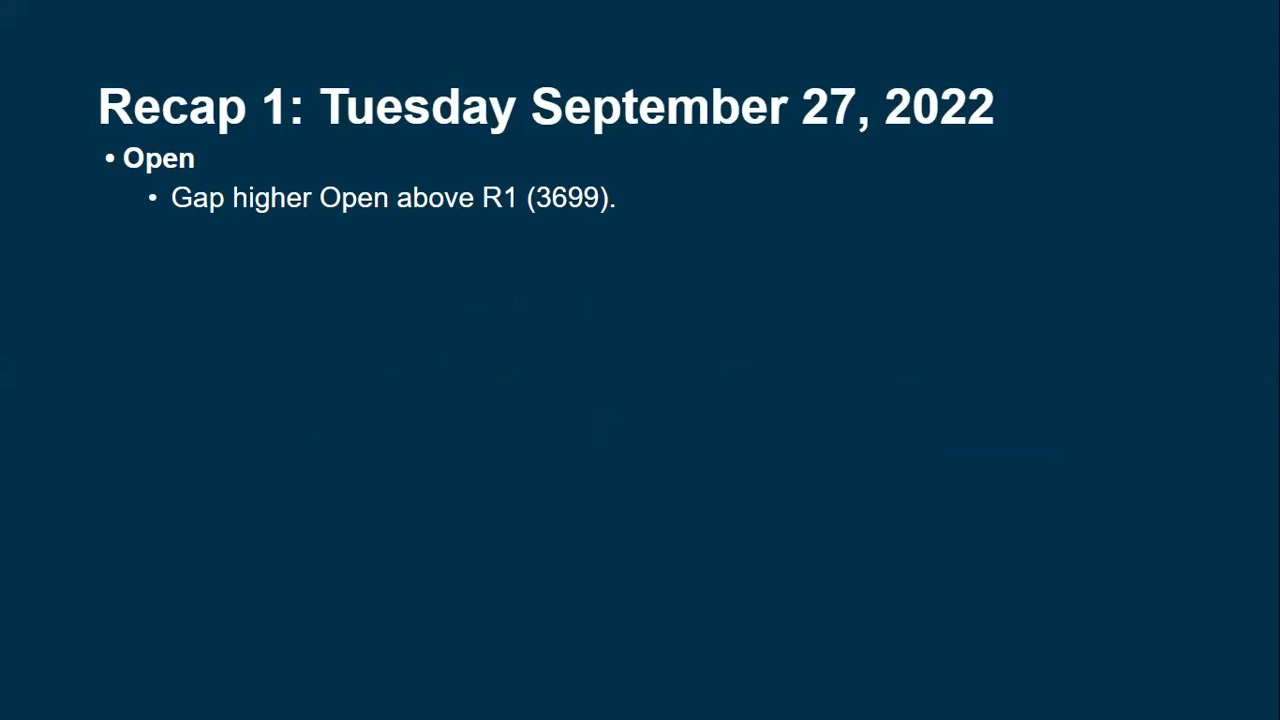 Recap 1: Tuesday September 27, 2022
• Open
• Gap higher Open above R1 (3699).